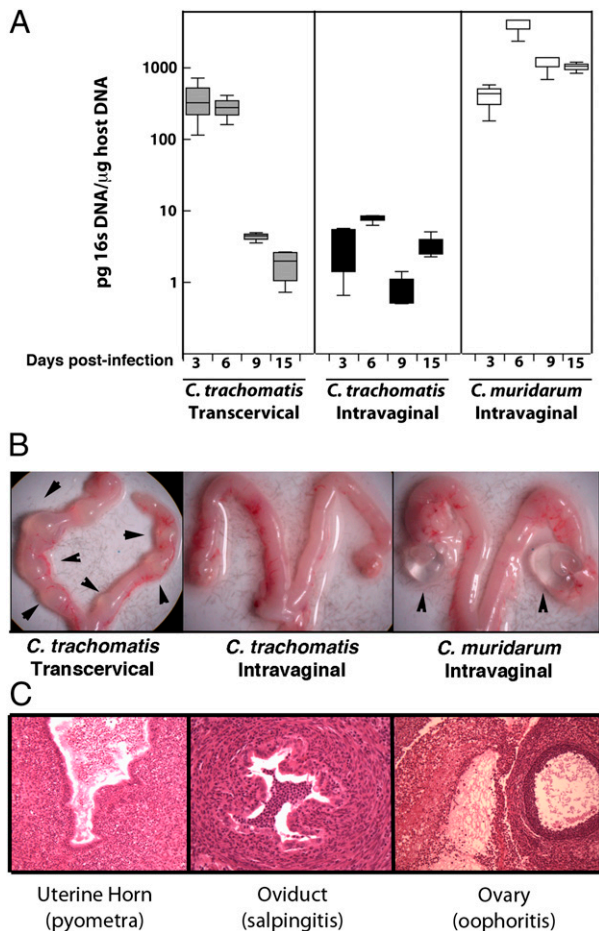 A
pg 16s DNA/µg host DNA
1000
100
10
1
Days post-infection 3 6 9 15 3 6 9 15 3 6 9 15
C. trachomatis C. trachomatis C. muridarum
Transcervical Intravaginal Intravaginal
B
C. trachomatis C. trachomatis C. muridarum
Transcervical Intravaginal Intravaginal
C
Uterine Horn Oviduct Ovary
(pyometra) (salpingitis) (oophoritis)